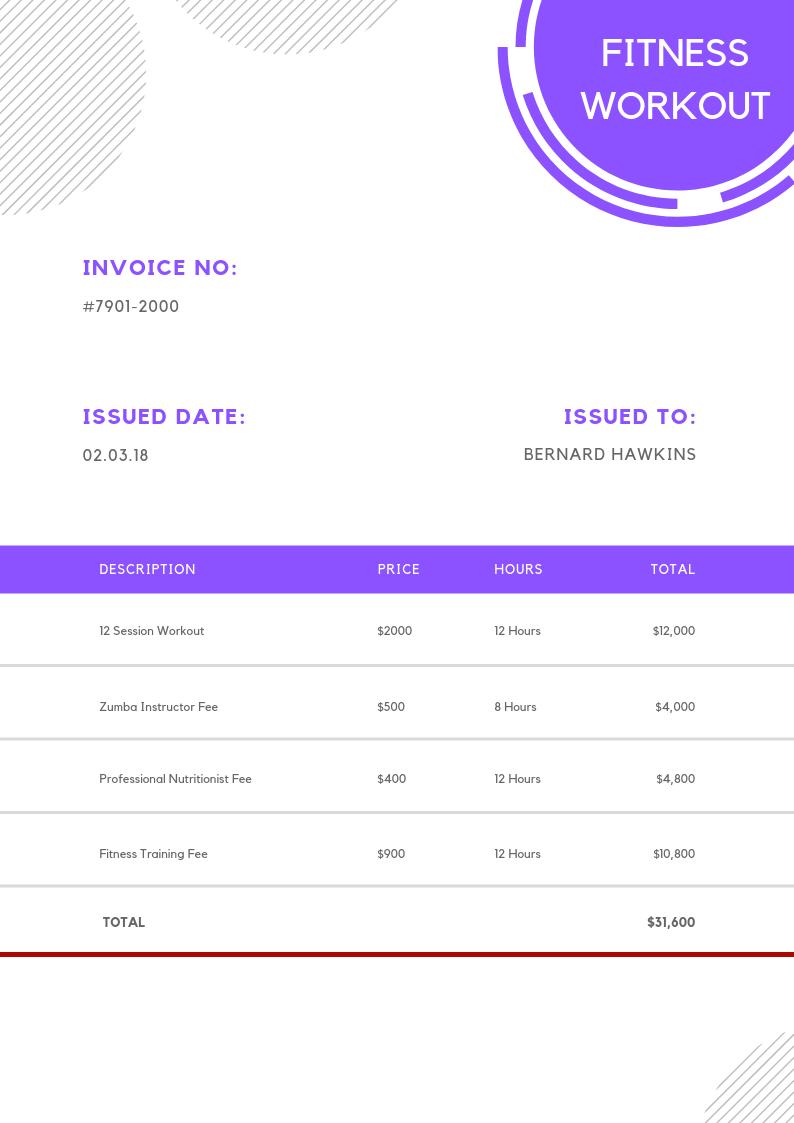 FITNESS
WORKOUT
INVOICE NO:
#7901-2000
ISSUED DATE: ISSUED TO:
02.03.18 BERNARD HAWKINS
DESCRIPTION PRICE HOURS TOTAL
12 Session Workout $2000 12 Hours $12,000
Zumba Instructor Fee $500 8 Hours $4,000
Professional Nutritionist Fee $400 12 Hours $4,800
Fitness Training Fee $900 12 Hours $10,800
TOTAL $31,600